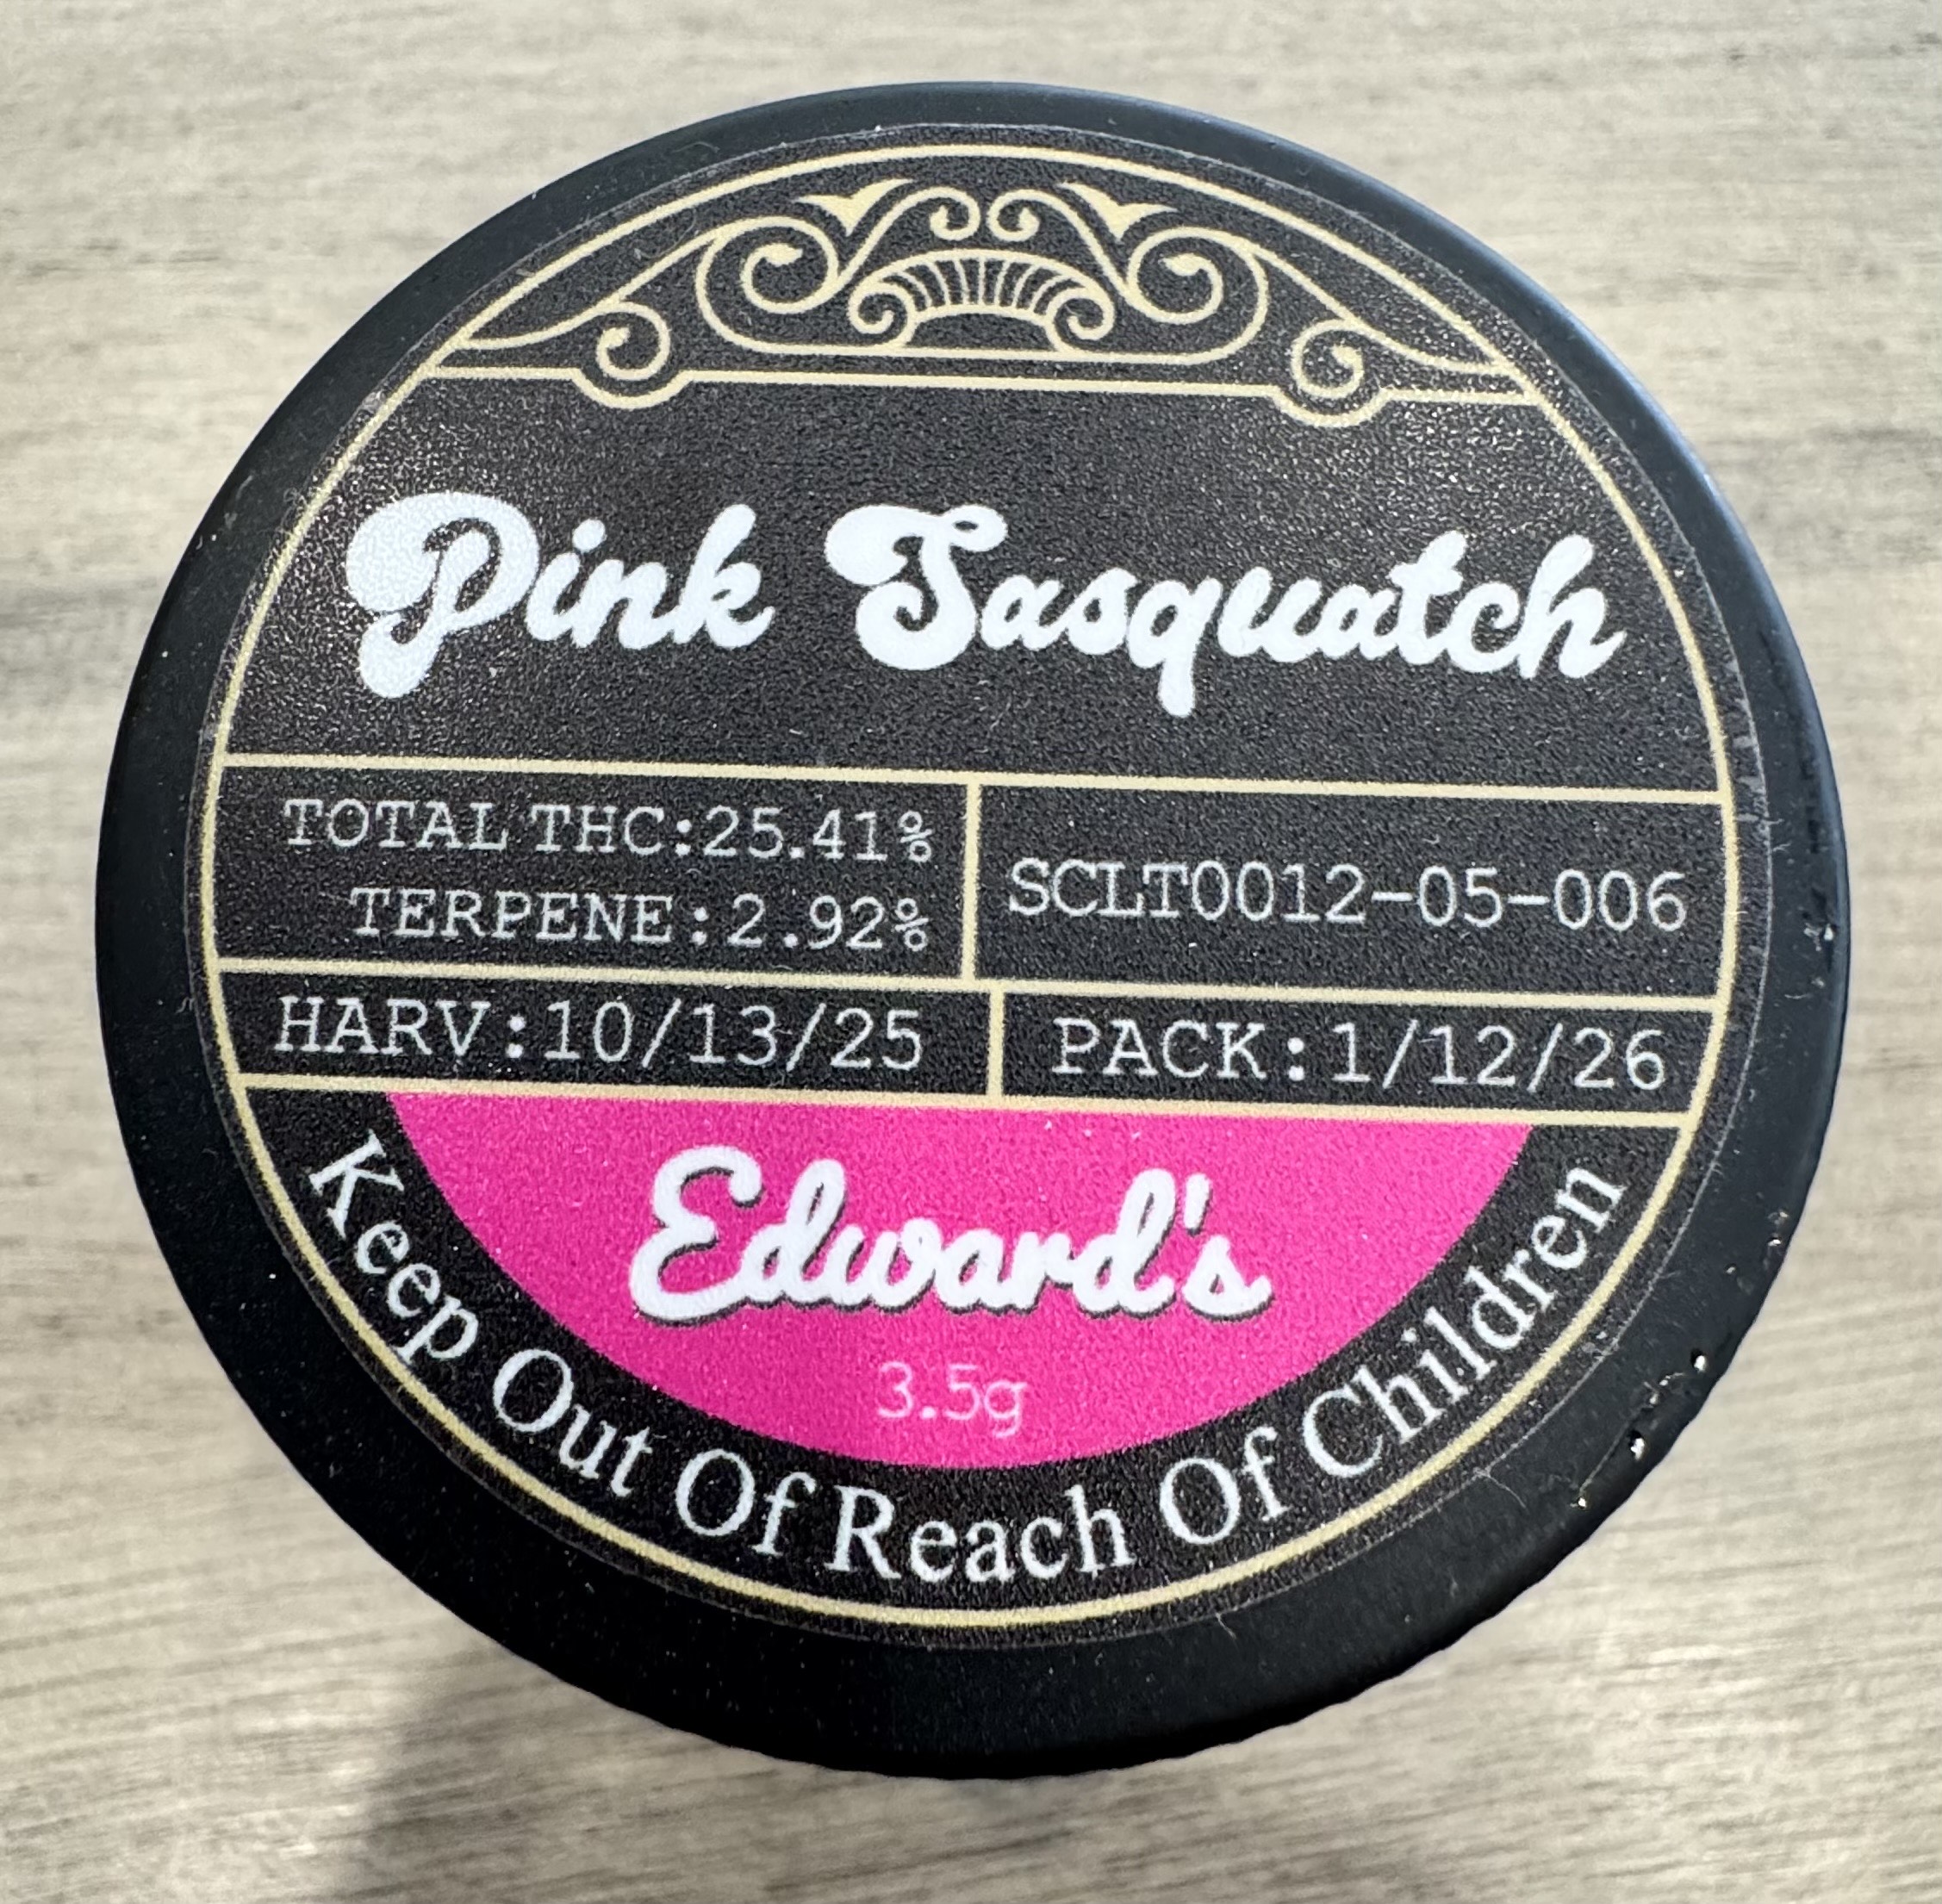 Pink Sasquatch
TOTAL THC:25.41%
TERPENE:2.92%
SCLT0012-05-006
HARV:10/13/25
PACK:1/12/26
Edward's
3.5g
Keep Out Of Reach Of Children